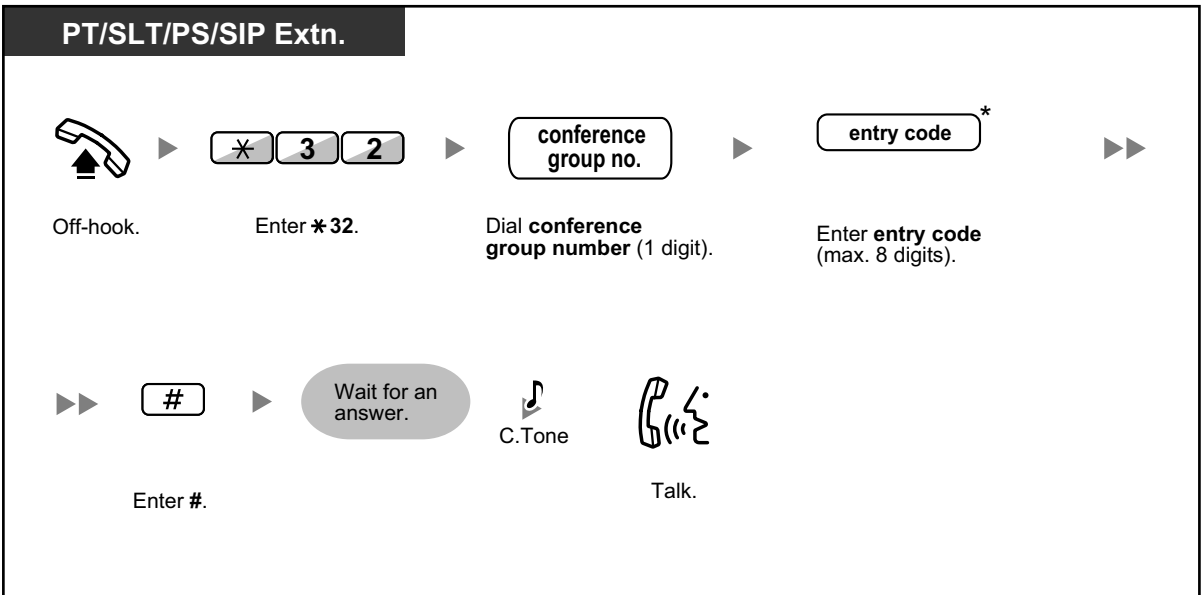 PT/SLT/PS/SIP Extn.
* 3 2
conference
group no.
entry code *
Off-hook.
Enter *32.
Dial conference
group number (1 digit).
Enter entry code
(max. 8 digits).
#
Wait for an
answer.
C.Tone
Enter #.
Talk.